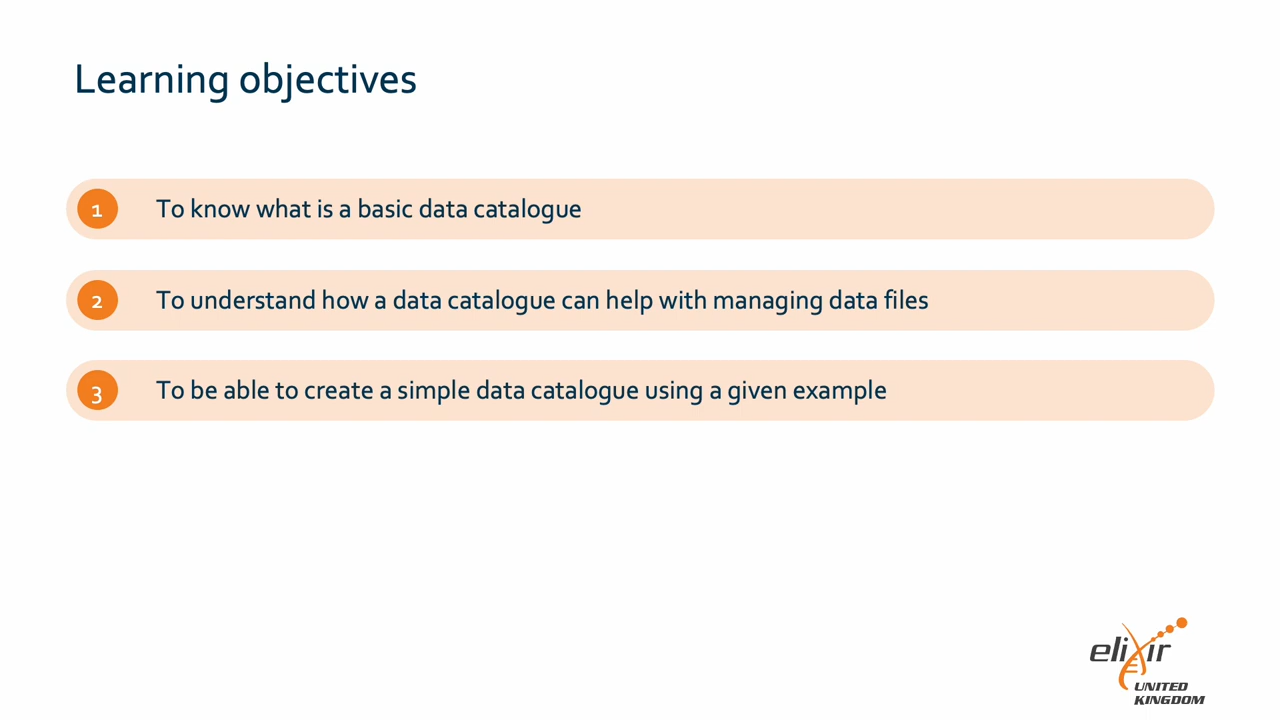 Learning objectives
1 To know what is a basic data catalogue
2 To understand how a data catalogue can help with managing data files
3 To be able to create a simple data catalogue using a given example
elixir
UNITED
KINGDOM